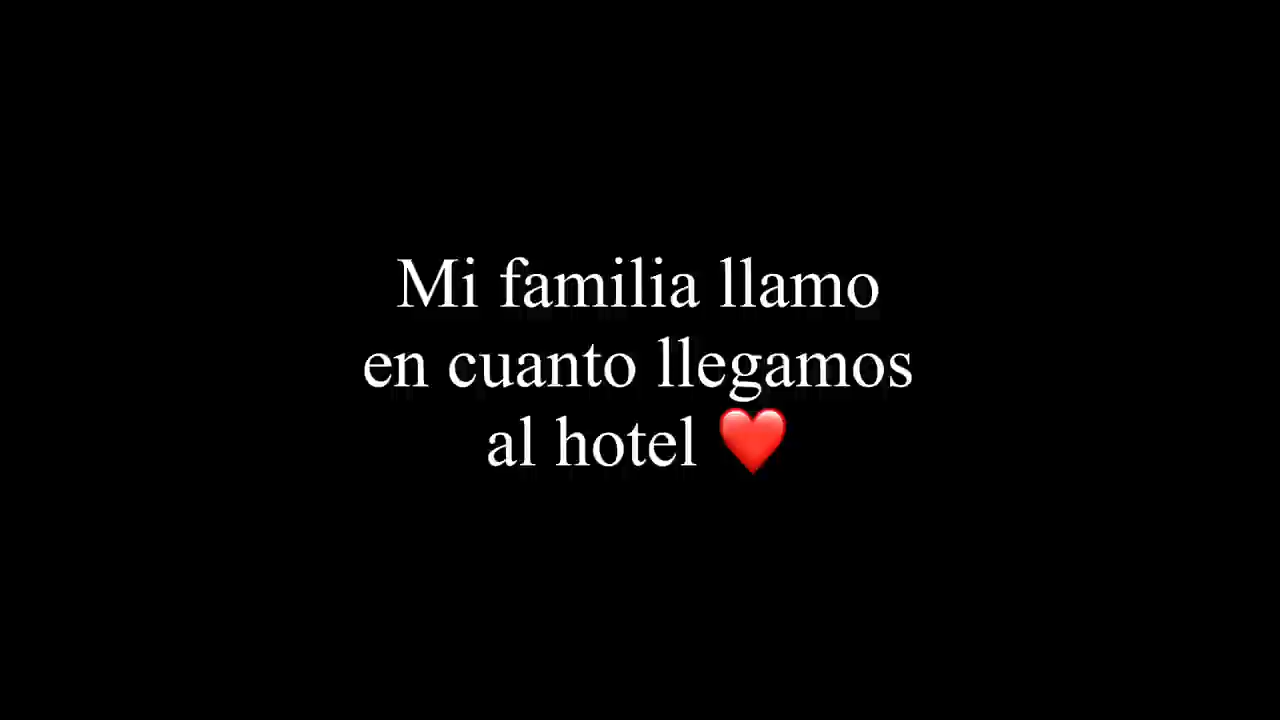 Mi familia llamo
en cuanto llegamos
al hotel ❤️